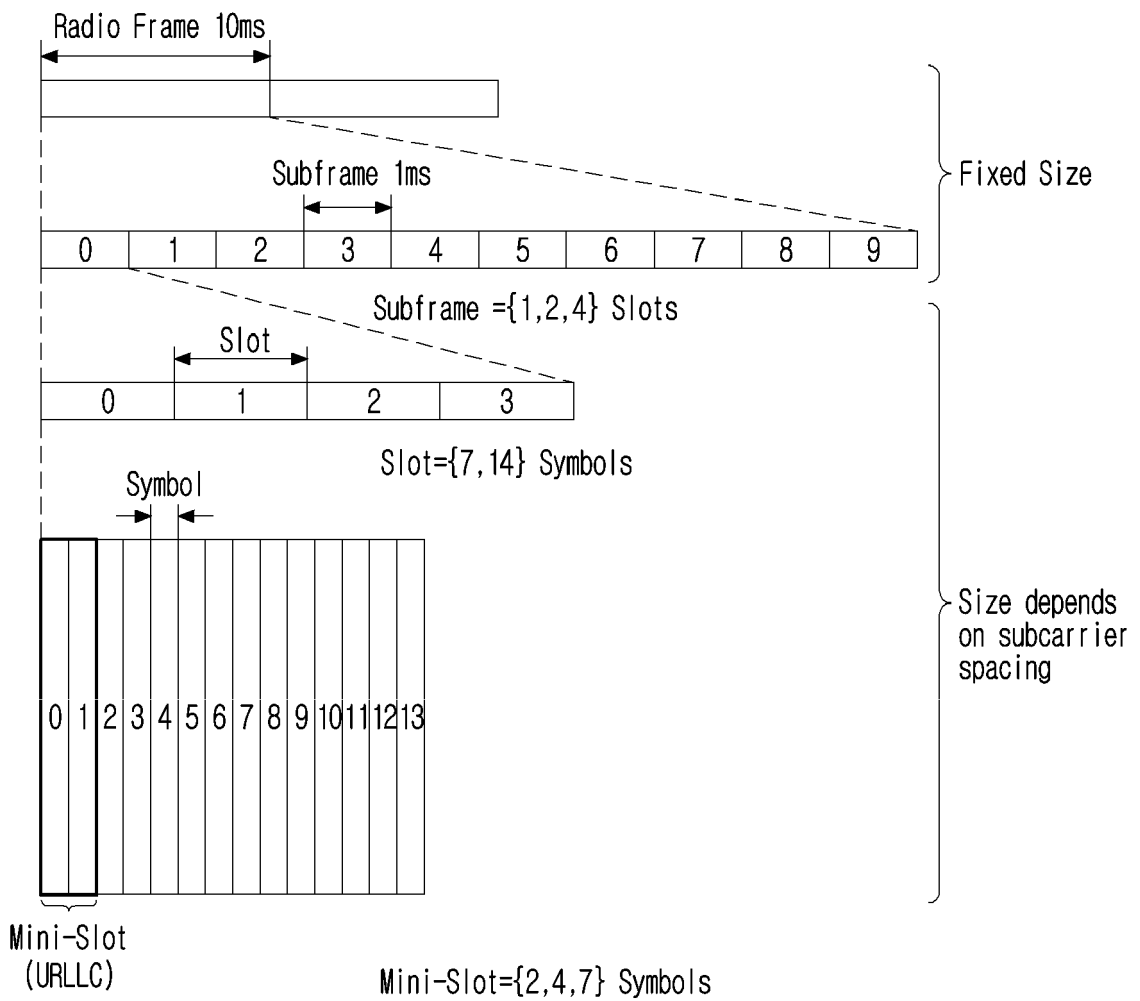 Radio Frame 10ms
Subframe 1ms
Fixed Size
0 1 2 3 4 5 6 7 8 9
Subframe ={1,2,4} Slots
Slot
0 1 2 3
Slot={7,14} Symbols
Symbol
Size depends
on subcarrier
spacing
0 1 2 3 4 5 6 7 8 9 10 11 12 13
Mini-Slot
(URLLC)
Mini-Slot={2,4,7} Symbols